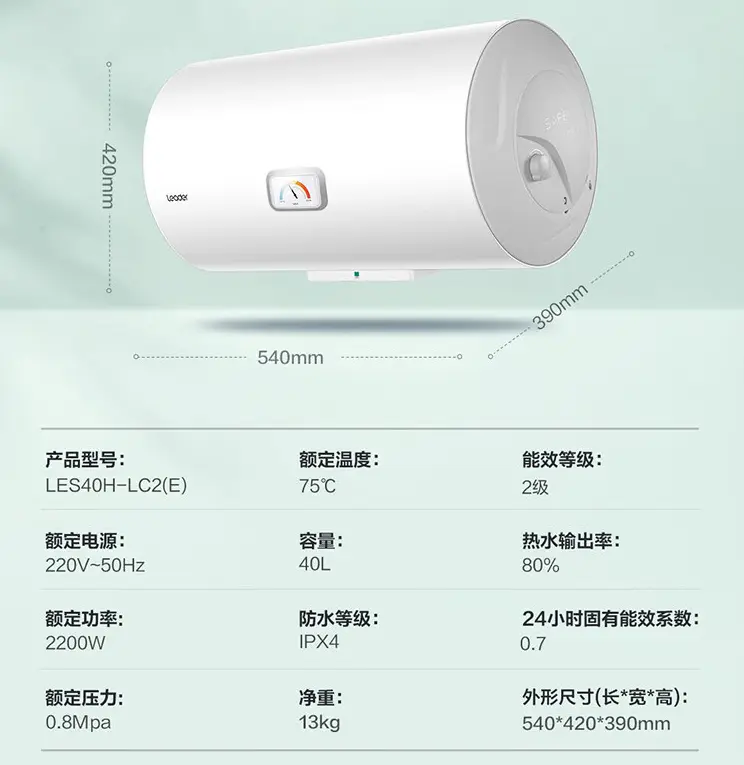 420mm
Leader
390mm
540mm
产品型号：
LES40H-LC2(E)
额定温度：
75℃
能效等级：
2级
额定电源：
220V~50Hz
容量：
40L
热水输出率：
80%
额定功率:
2200W
防水等级：
IPX4
24小时固有能效系数：
0.7
额定压力：
0.8Mpa
净重：
13kg
外形尺寸(长*宽*高)：
540*420*390mm